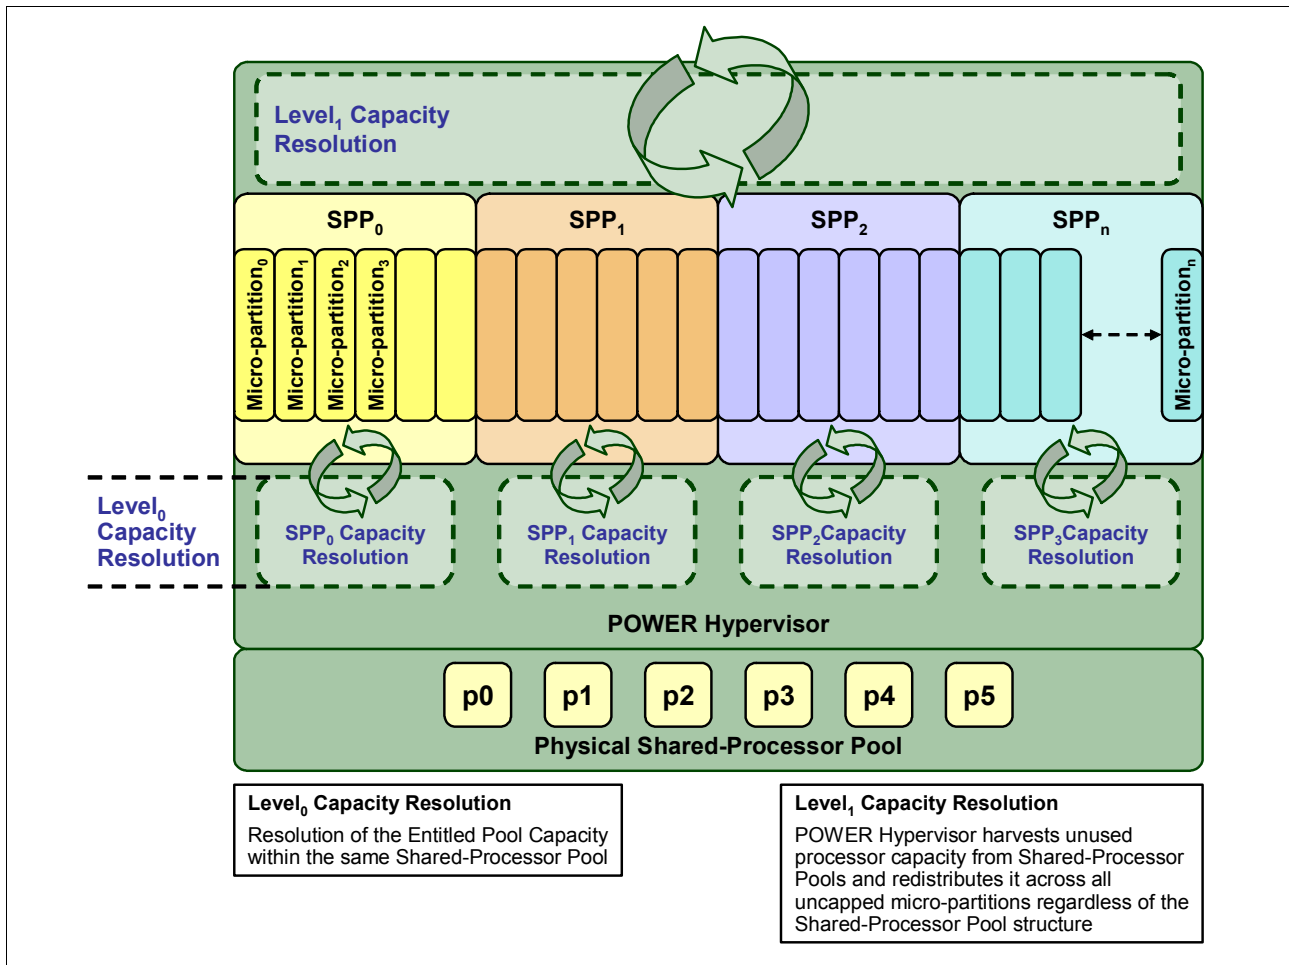 Level1 Capacity
Resolution
SPP0
SPP1
SPP2
SPPn
Micro-partition0
Micro-partition1
Micro-partition2
Micro-partition3
Micro-partitionn
Level0
Capacity
Resolution
SPP0 Capacity
Resolution
SPP1 Capacity
Resolution
SPP2Capacity
Resolution
SPP3Capacity
Resolution
POWER Hypervisor
p0
p1
p2
p3
p4
p5
Physical Shared-Processor Pool
Level0 Capacity Resolution
Resolution of the Entitled Pool Capacity
within the same Shared-Processor Pool
Level1 Capacity Resolution
POWER Hypervisor harvests unused
processor capacity from Shared-Processor
Pools and redistributes it across all
uncapped micro-partitions regardless of the
Shared-Processor Pool structure